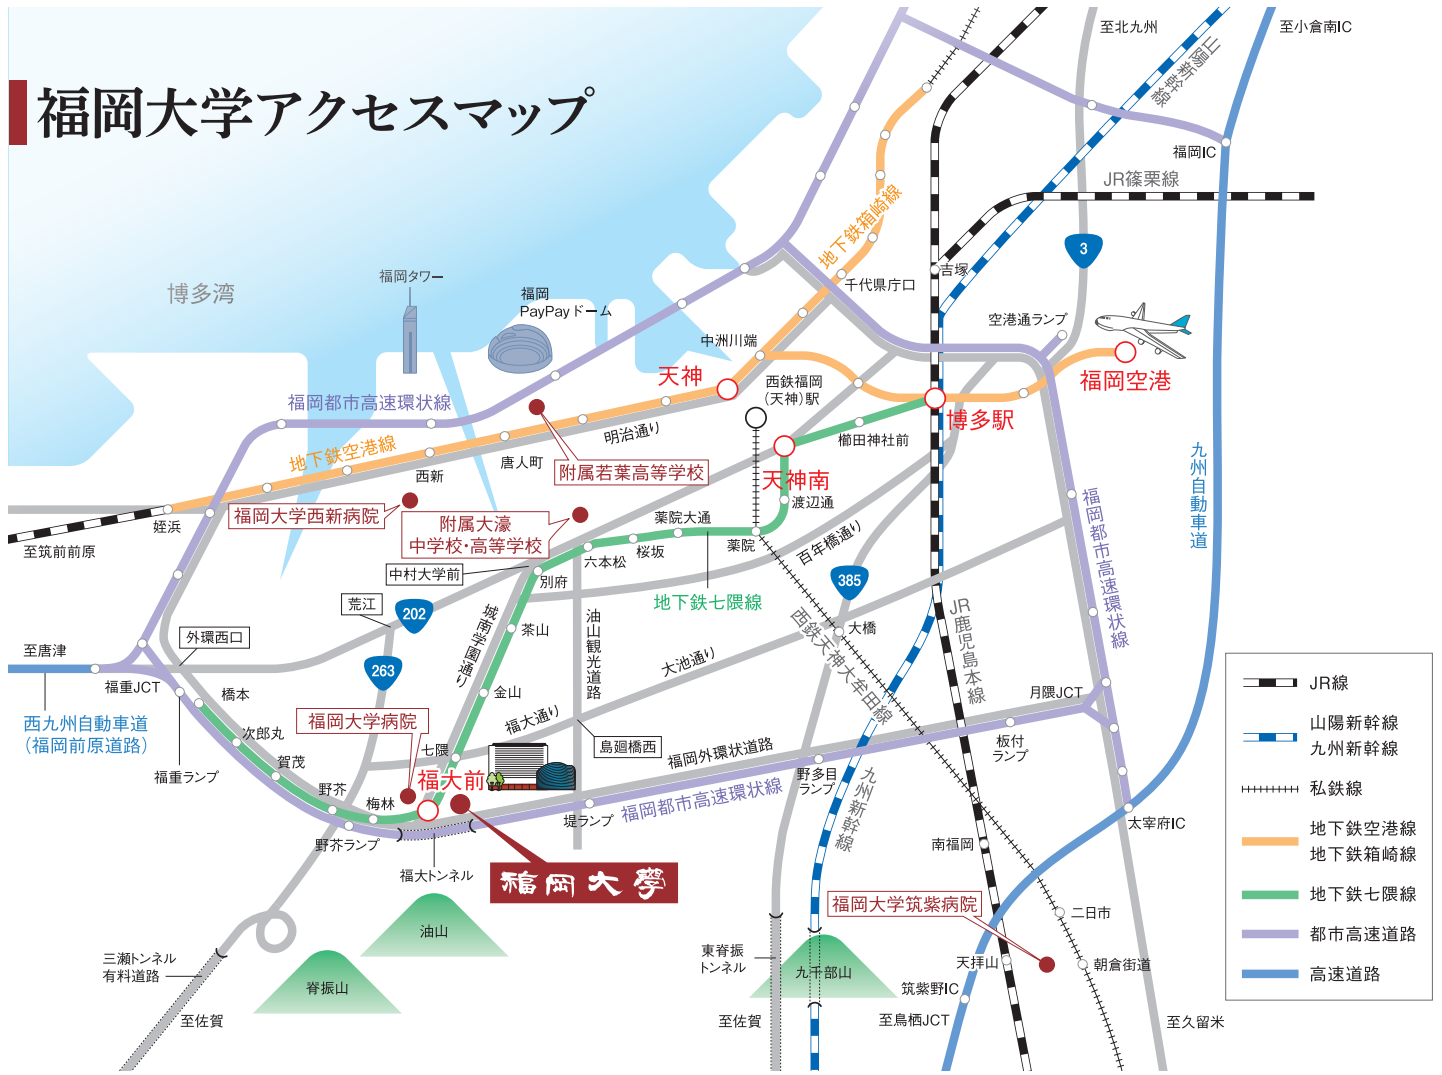 福岡大学アクセスマップ
至北九州
至小倉南IC
山陽新幹線
福岡IC
JR篠栗線
地下鉄箱崎線
3
吉塚
千代県庁口
博多湾
福岡タワー
福岡
PayPayドーム
空港通ランプ
中洲川端
天神
西鉄福岡
(天神)駅
福岡空港
福岡都市高速環状線
博多駅
櫛田神社前
明治通り
地下鉄空港線
唐人町
西新
附属若葉高等学校
天神南
渡辺通
九州自動車道
福岡都市高速環状線
姪浜
福岡大学西新病院
附属大濠
中学校・高等学校
薬院大通
桜坂
六本松
薬院
百年橋通り
至筑前前原
中村大学前
別府
385
地下鉄七隈線
荒江
202
城南学園通り
茶山
油山観光道路
西鉄天神大牟田線
大橋
JR鹿児島本線
外環西口
至唐津
263
大池通り
福重JCT
橋本
金山
月隈JCT
JR線
西九州自動車道
(福岡前原道路)
福岡大学病院
福大通り
次郎丸
七隈
島廻橋西
福岡外環状道路
板付
ランプ
山陽新幹線
九州新幹線
賀茂
福重ランプ
福大前
野多目
ランプ
九州新幹線
私鉄線
野芥
梅林
福岡都市高速環状線
堤ランプ
太宰府IC
地下鉄空港線
地下鉄箱崎線
野芥ランプ
南福岡
福大トンネル
福岡大學
地下鉄七隈線
福岡大学筑紫病院
二日市
油山
都市高速道路
三瀬トンネル
有料道路
東脊振
トンネル
九千部山
天拝山
朝倉街道
高速道路
脊振山
筑紫野IC
至佐賀
至佐賀
至鳥栖JCT
至久留米